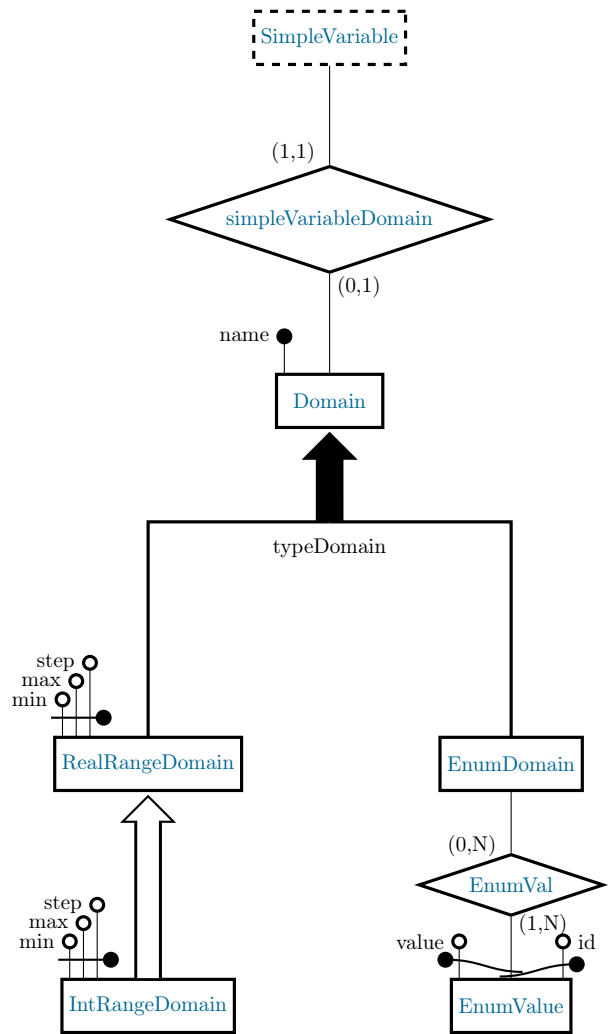 SimpleVariable
(1,1)
simpleVariableDomain
(0,1)
name
Domain
typeDomain
step
max
min
RealRangeDomain
EnumDomain
(0,N)
EnumVal
step
max
min
(1,N)
value
id
IntRangeDomain
EnumValue